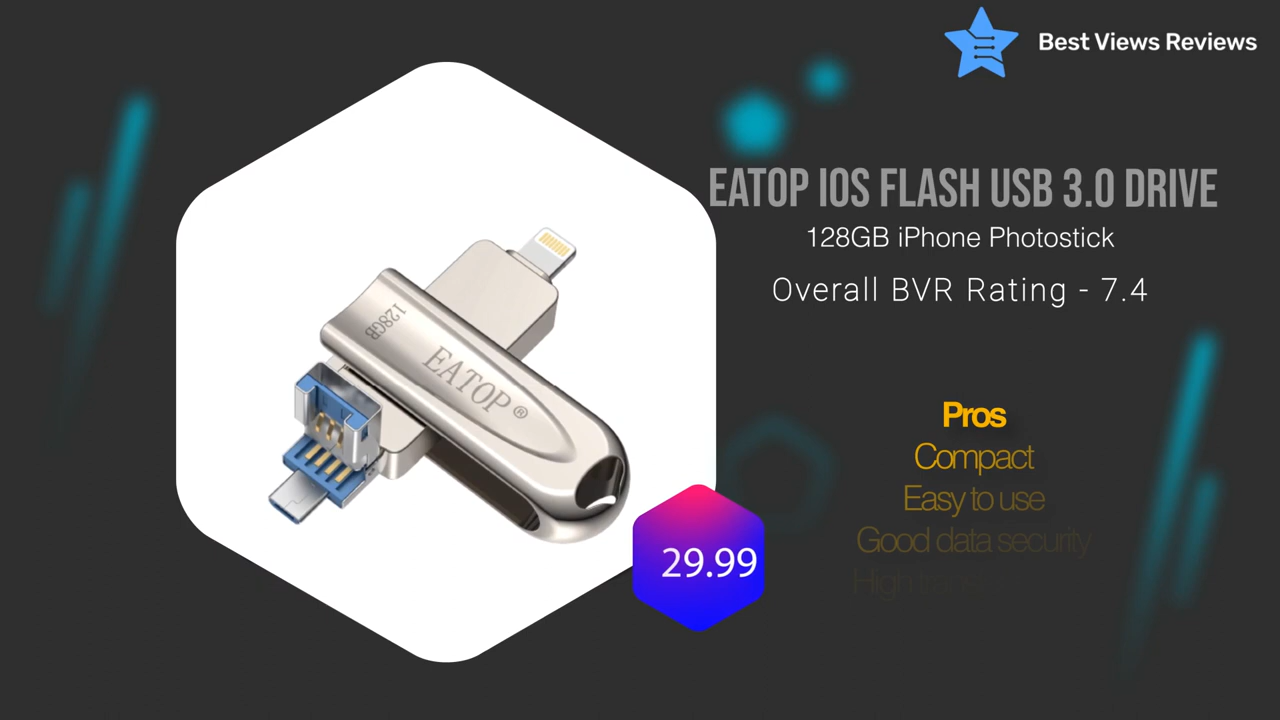 Best Views Reviews
EATOP IOS FLASH USB 3.0 DRIVE
128GB iPhone Photostick
Overall BVR Rating - 7.4
128GB
EATOP®
Pros
Compact
Easy to use
Good data security
High
29.99